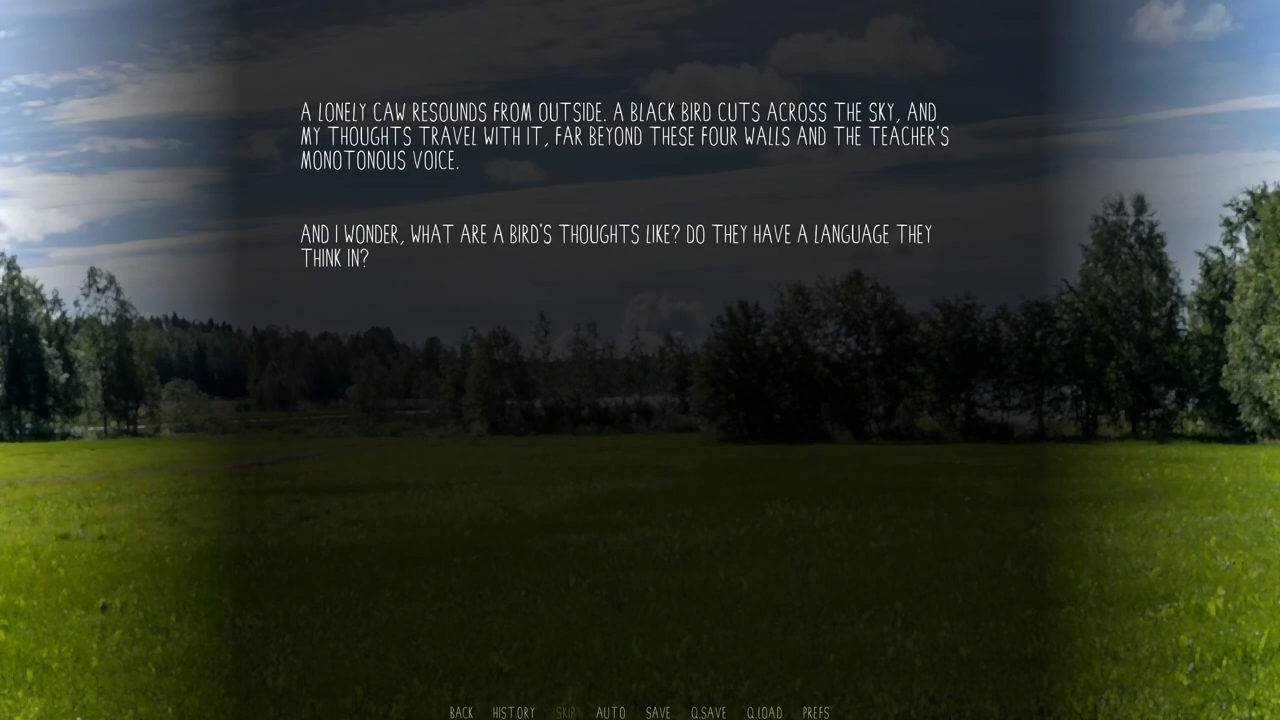 A LONELY CAW RESOUNDS FROM OUTSIDE. A BLACK BIRD CUTS ACROSS THE SKY, AND
MY THOUGHTS TRAVEL WITH IT, FAR BEYOND THESE FOUR WALLS AND THE TEACHER'S
MONOTONOUS VOICE.
AND I WONDER, WHAT ARE A BIRD'S THOUGHTS LIKE? DO THEY HAVE A LANGUAGE THEY
THINK IN?
BACK HISTORY SKIP AUTO SAVE Q.SAVE Q.LOAD PREFS